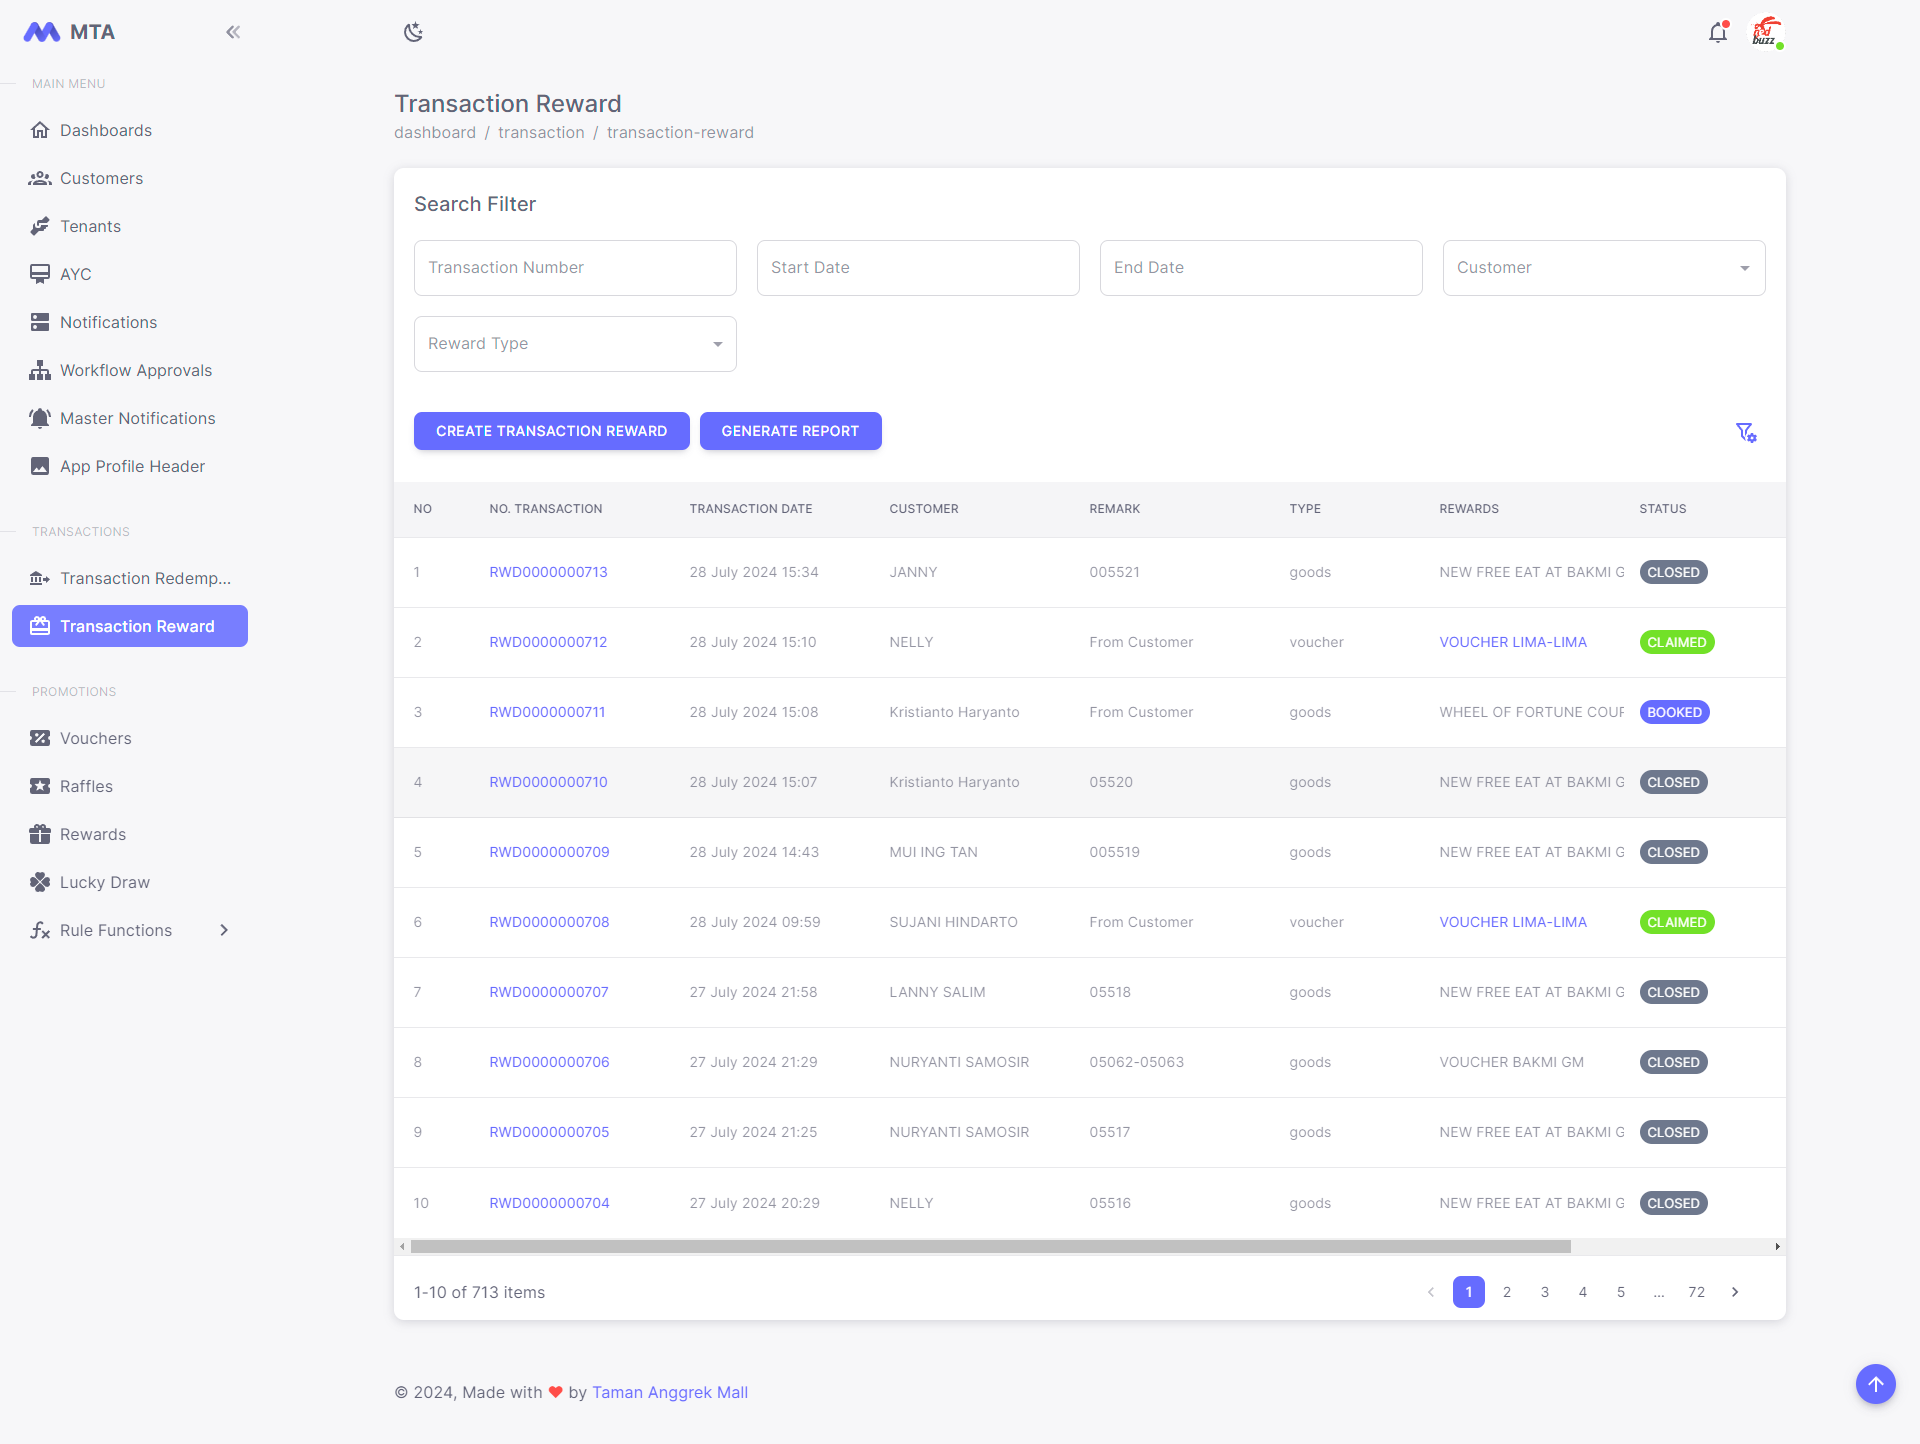 MTA
MAIN MENU
Dashboards
Customers
Tenants
AYC
Notifications
Workflow Approvals
Master Notifications
App Profile Header
TRANSACTIONS
Transaction Redemp...
Transaction Reward
PROMOTIONS
Vouchers
Raffles
Rewards
Lucky Draw
Rule Functions
red
buzz
Transaction Reward
dashboard / transaction / transaction-reward
Search Filter
Transaction Number Start Date End Date Customer
Reward Type
CREATE TRANSACTION REWARD GENERATE REPORT
NO NO. TRANSACTION TRANSACTION DATE CUSTOMER REMARK TYPE REWARDS STATUS
1 RWD0000000713 28 July 2024 15:34 JANNY 005521 goods NEW FREE EAT AT BAKMI G CLOSED
2 RWD0000000712 28 July 2024 15:10 NELLY From Customer voucher VOUCHER LIMA-LIMA CLAIMED
3 RWD0000000711 28 July 2024 15:08 Kristianto Haryanto From Customer goods WHEEL OF FORTUNE COUP BOOKED
4 RWD0000000710 28 July 2024 15:07 Kristianto Haryanto 05520 goods NEW FREE EAT AT BAKMI G CLOSED
5 RWD0000000709 28 July 2024 14:43 MUI ING TAN 005519 goods NEW FREE EAT AT BAKMI G CLOSED
6 RWD0000000708 28 July 2024 09:59 SUJANI HINDARTO From Customer voucher VOUCHER LIMA-LIMA CLAIMED
7 RWD0000000707 27 July 2024 21:58 LANNY SALIM 05518 goods NEW FREE EAT AT BAKMI G CLOSED
8 RWD0000000706 27 July 2024 21:29 NURYANTI SAMOSIR 05062-05063 goods VOUCHER BAKMI GM CLOSED
9 RWD0000000705 27 July 2024 21:25 NURYANTI SAMOSIR 05517 goods NEW FREE EAT AT BAKMI G CLOSED
10 RWD0000000704 27 July 2024 20:29 NELLY 05516 goods NEW FREE EAT AT BAKMI G CLOSED
1-10 of 713 items
1 2 3 4 5 ... 72
© 2024, Made with ❤ by Taman Anggrek Mall